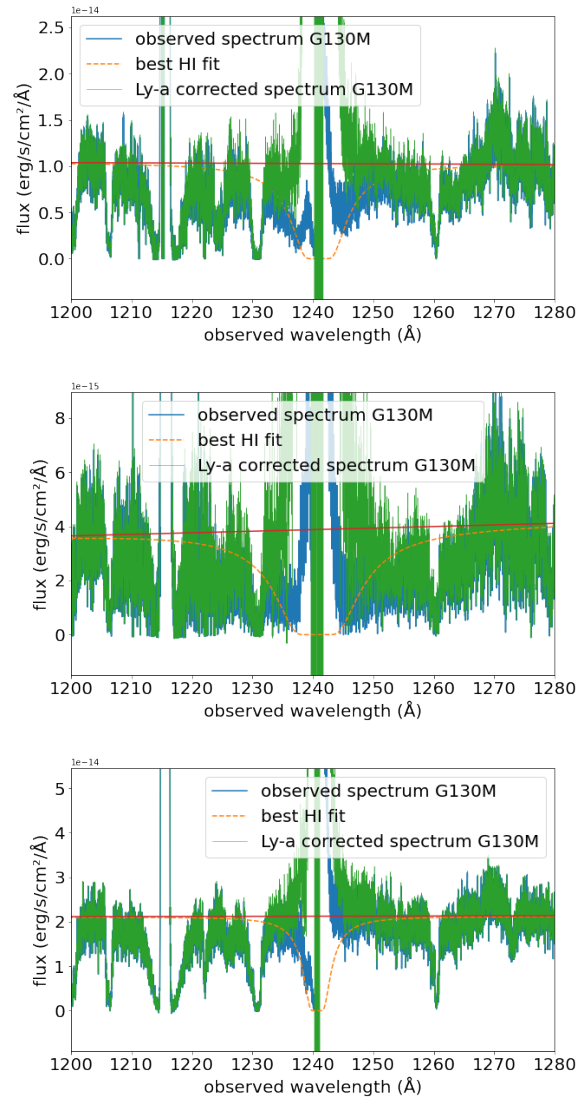 1e−14
2.5
2.0
1.5
1.0
0.5
0.0
flux (erg/s/cm²/Å)
observed spectrum G130M
best HI fit
Ly-a corrected spectrum G130M
1200 1210 1220 1230 1240 1250 1260 1270 1280
observed wavelength (Å)
1e−15
8
6
4
2
0
flux (erg/s/cm²/Å)
observed spectrum G130M
best HI fit
Ly-a corrected spectrum G130M
1200 1210 1220 1230 1240 1250 1260 1270 1280
observed wavelength (Å)
1e−14
5
4
3
2
1
0
flux (erg/s/cm²/Å)
observed spectrum G130M
best HI fit
Ly-a corrected spectrum G130M
1200 1210 1220 1230 1240 1250 1260 1270 1280
observed wavelength (Å)